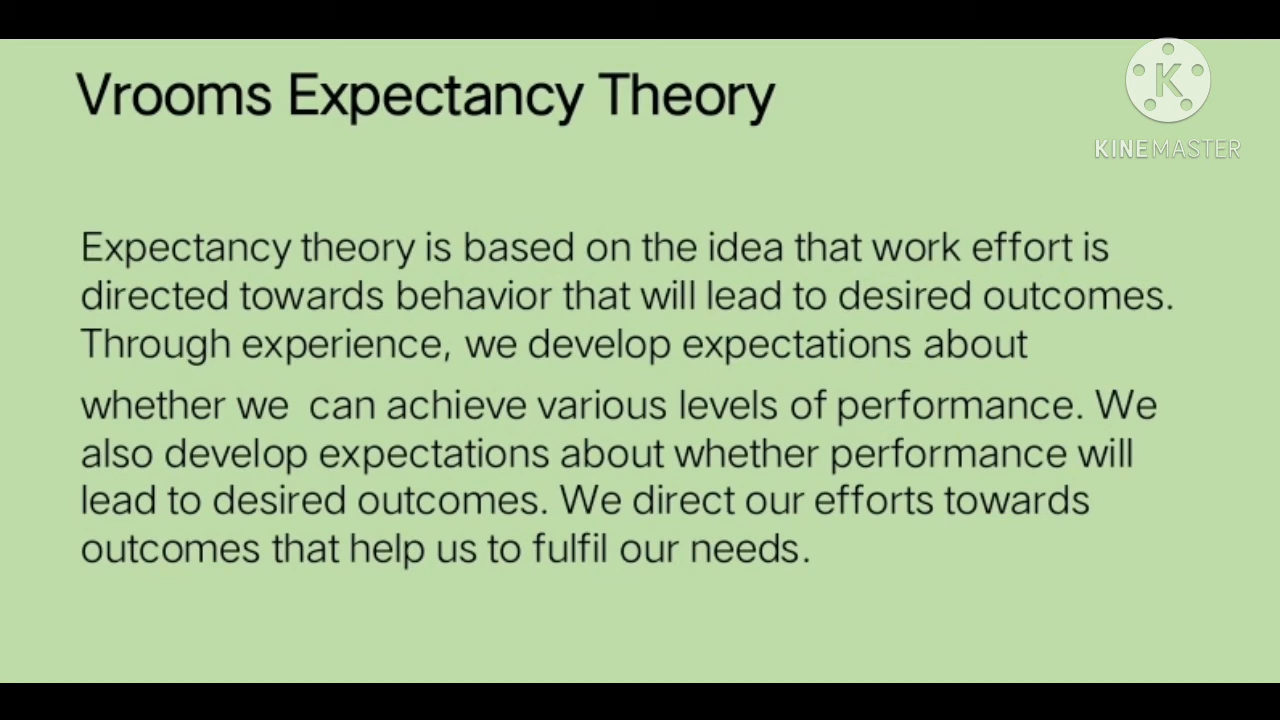 Vrooms Expectancy Theory
K
KINEMASTER
Expectancy theory is based on the idea that work effort is
directed towards behavior that will lead to desired outcomes.
Through experience, we develop expectations about
whether we  can achieve various levels of performance. We
also develop expectations about whether performance will
lead to desired outcomes. We direct our efforts towards
outcomes that help us to fulfil our needs.